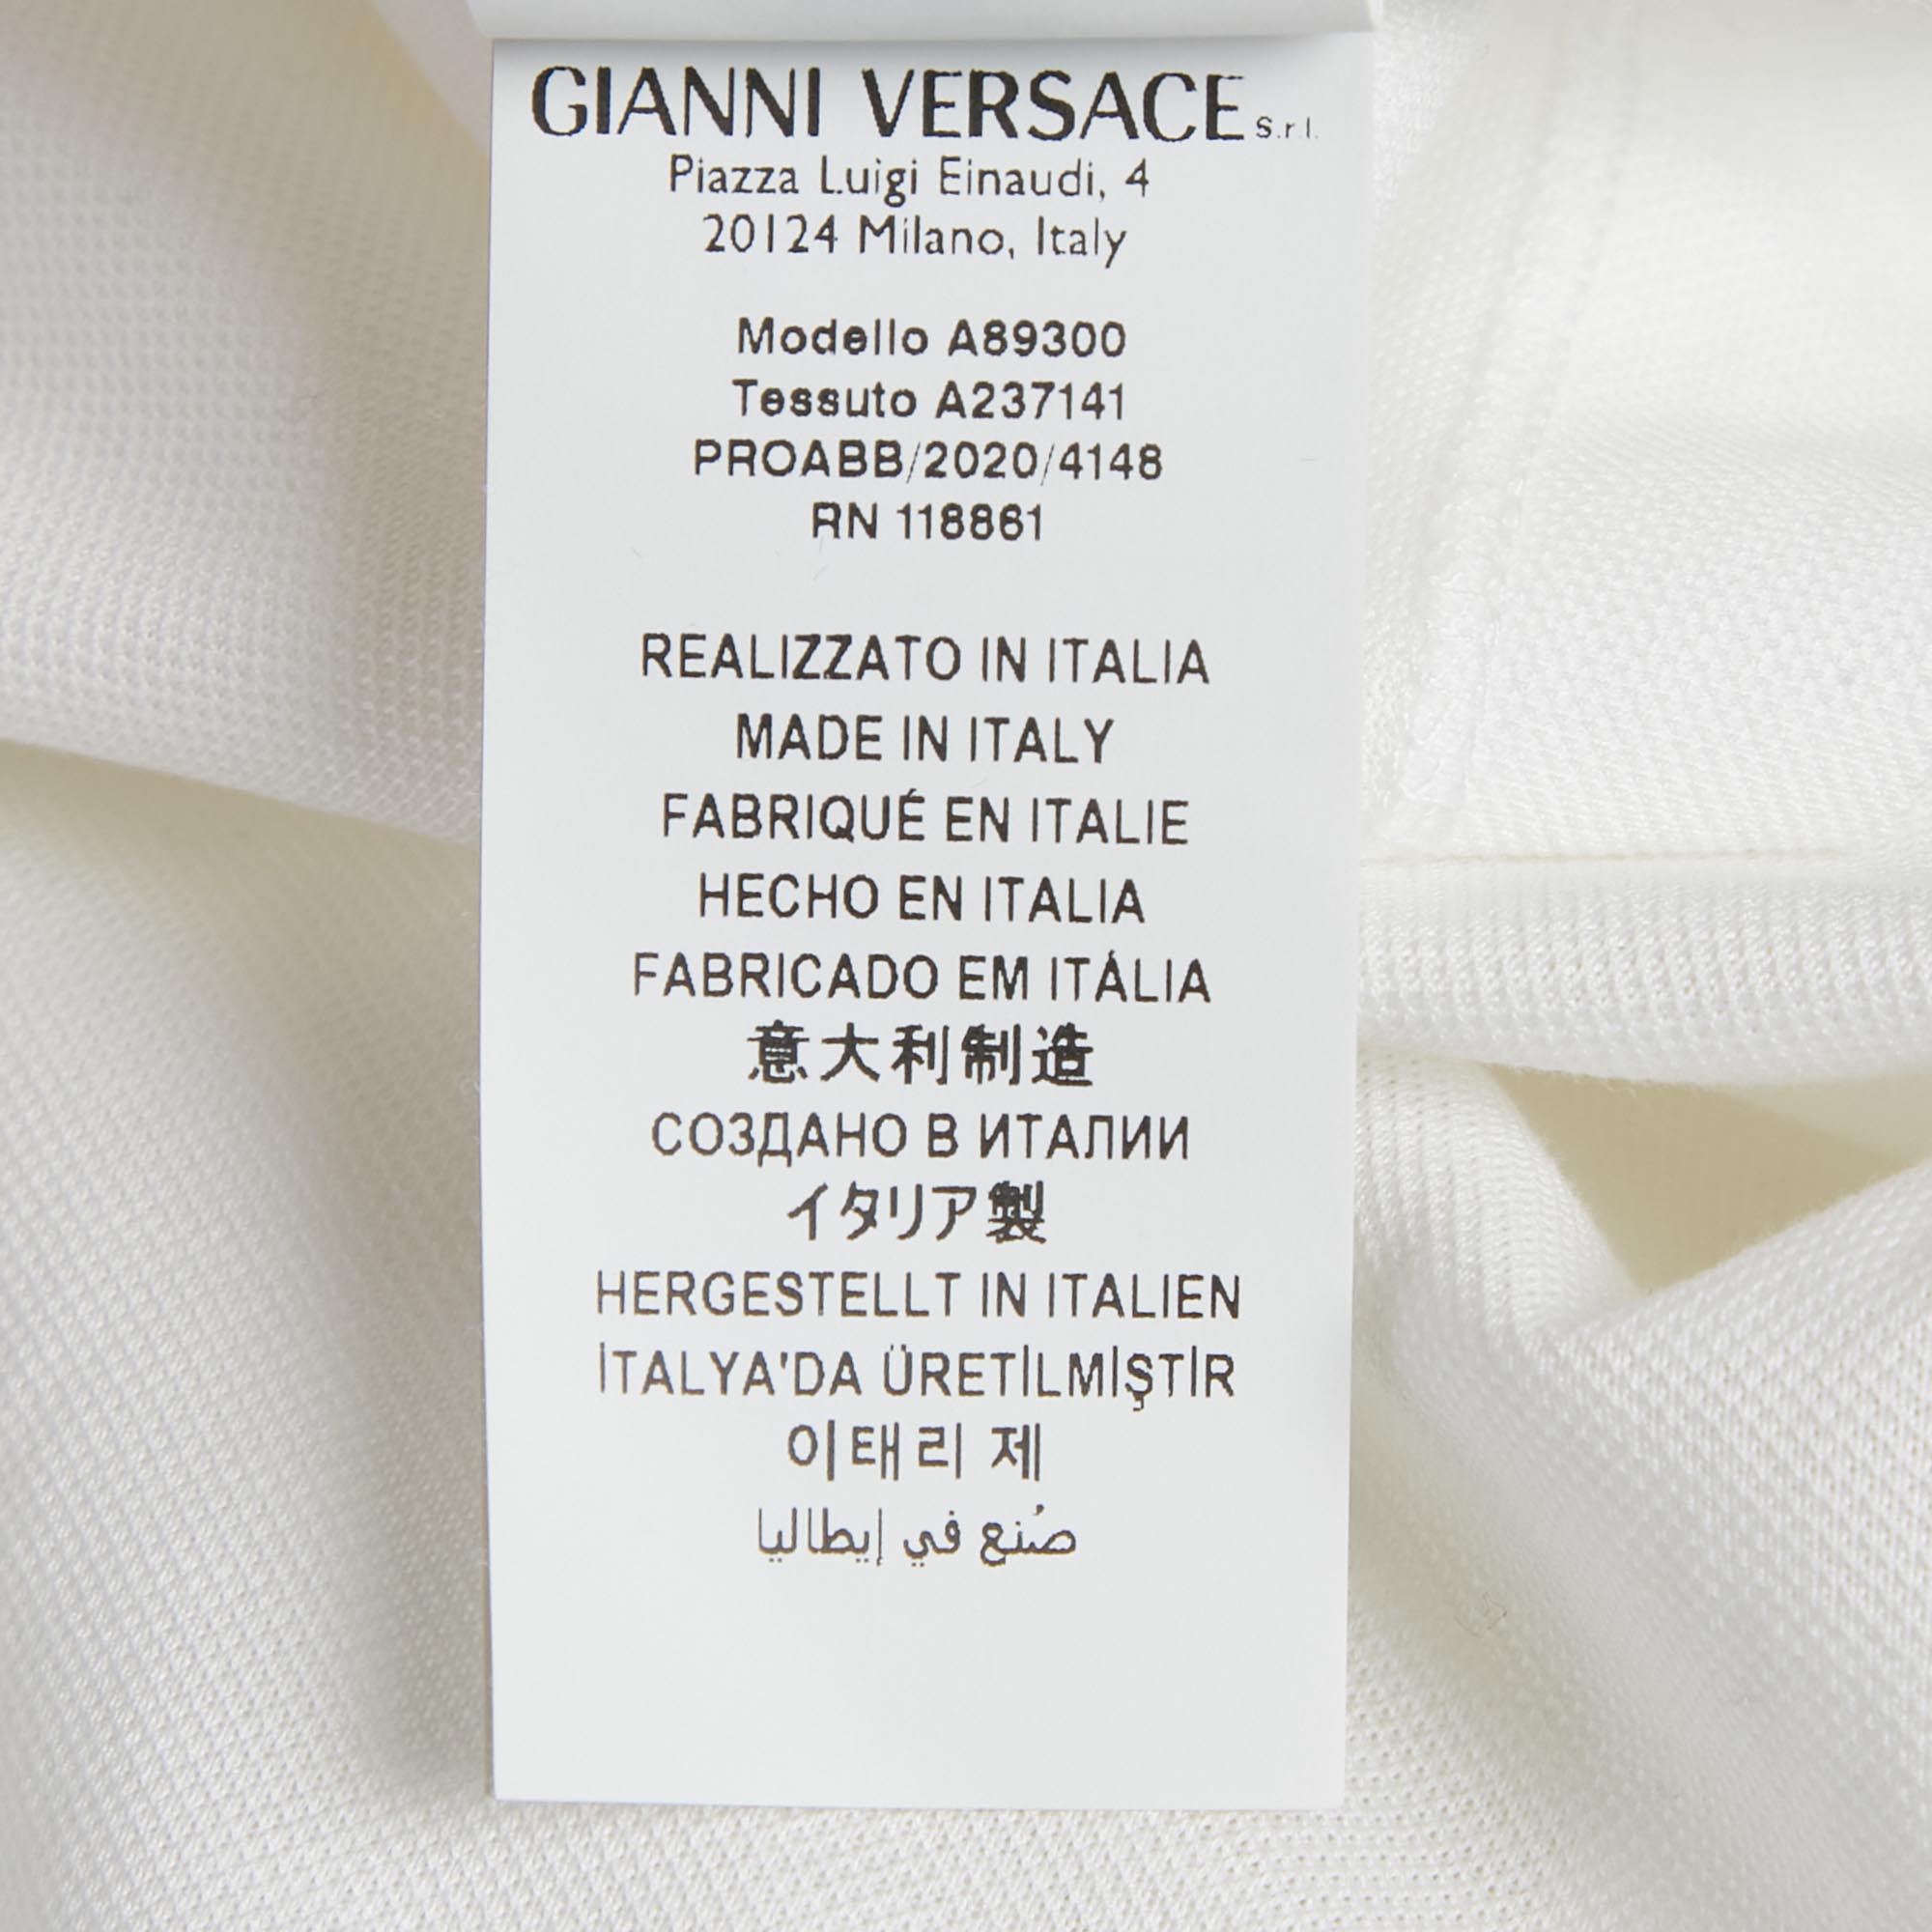 GIANNI VERSACE S.r.l.
Piazza Luigi Einaudi, 4
20124 Milano, Italy
Modello A89300
Tessuto A237141
PROABB/2020/4148
RN 118861
REALIZZATO IN ITALIA
MADE IN ITALY
FABRIQUÉ EN ITALIE
HECHO EN ITALIA
FABRICADO EM ITÁLIA
意大利制造
СОЗДАНО В ИТАЛИИ
イタリア製
HERGESTELLT IN ITALIEN
İTALYA'DA ÜRETİLMİŞTİR
이태리 제
صُنع في إيطاليا